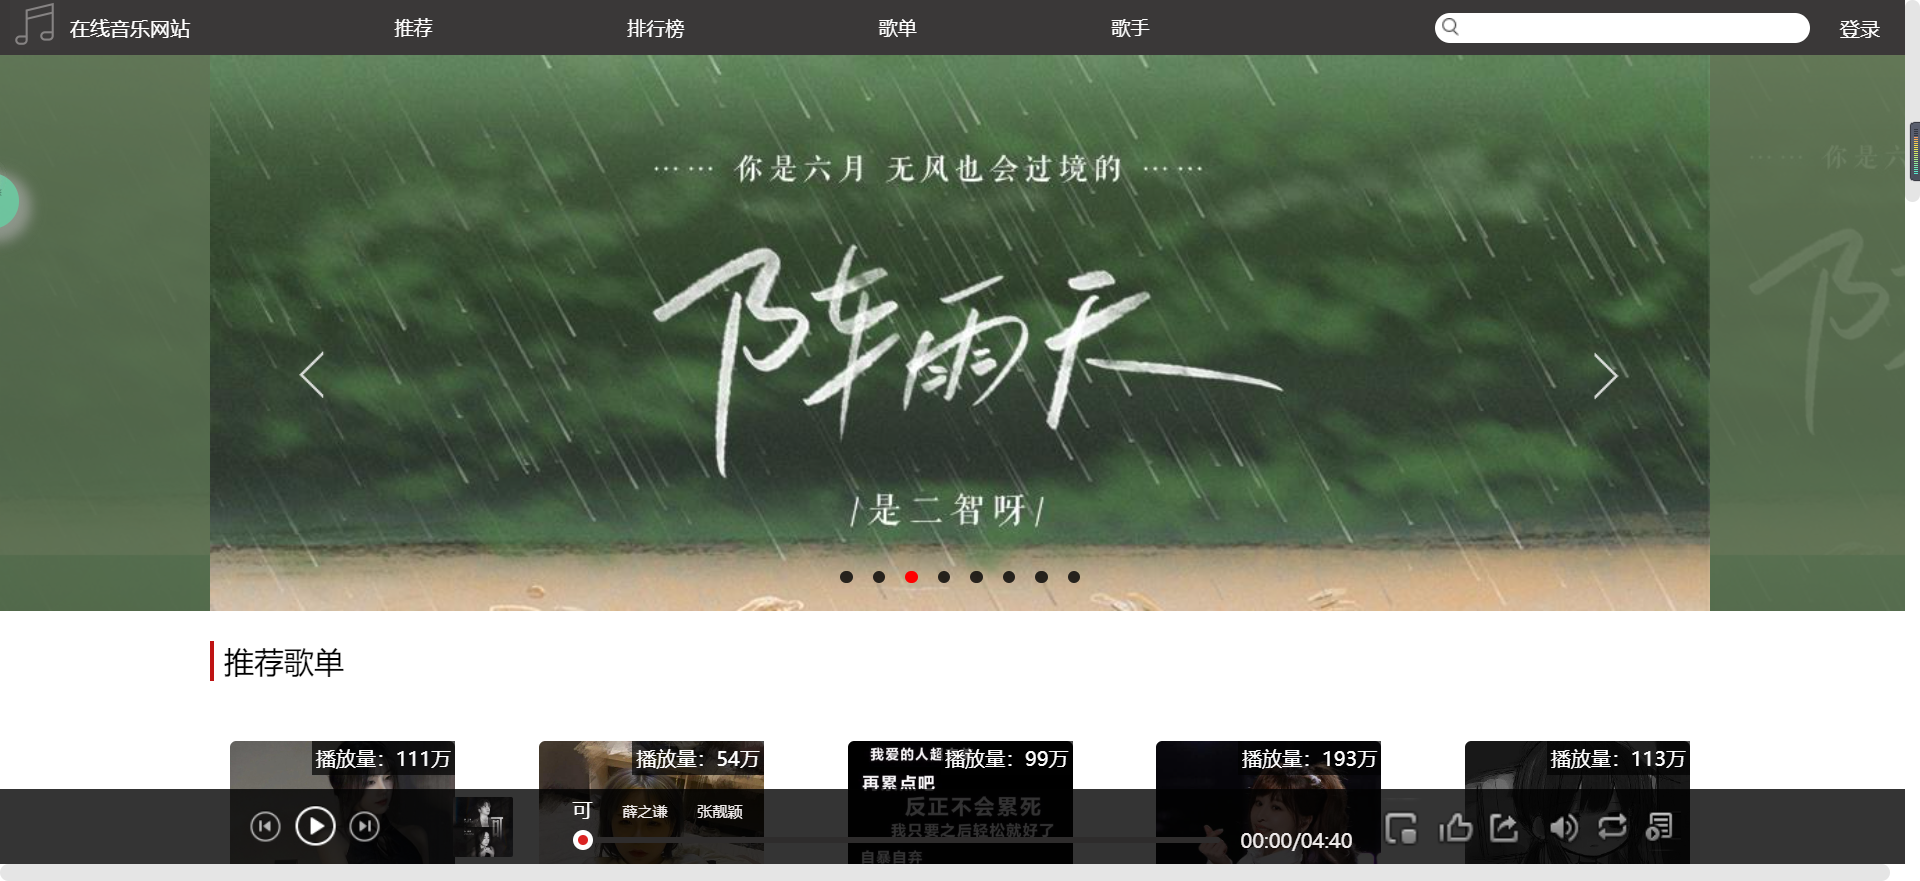 在线音乐网站 推荐 排行榜 歌单 歌手 登录
…… 你是六月 无风也会过境的 ……
你是六
阵雨天
阵
/是二智呀/
推荐歌单
播放量：111万 播放量：54万 播放量：99万 播放量：193万 播放量：113万
我爱的人超
再累点吧
反正不会累死
我只要之后轻松就好了
自暴自弃
可 薛之谦 张靓颖
00:00/04:40